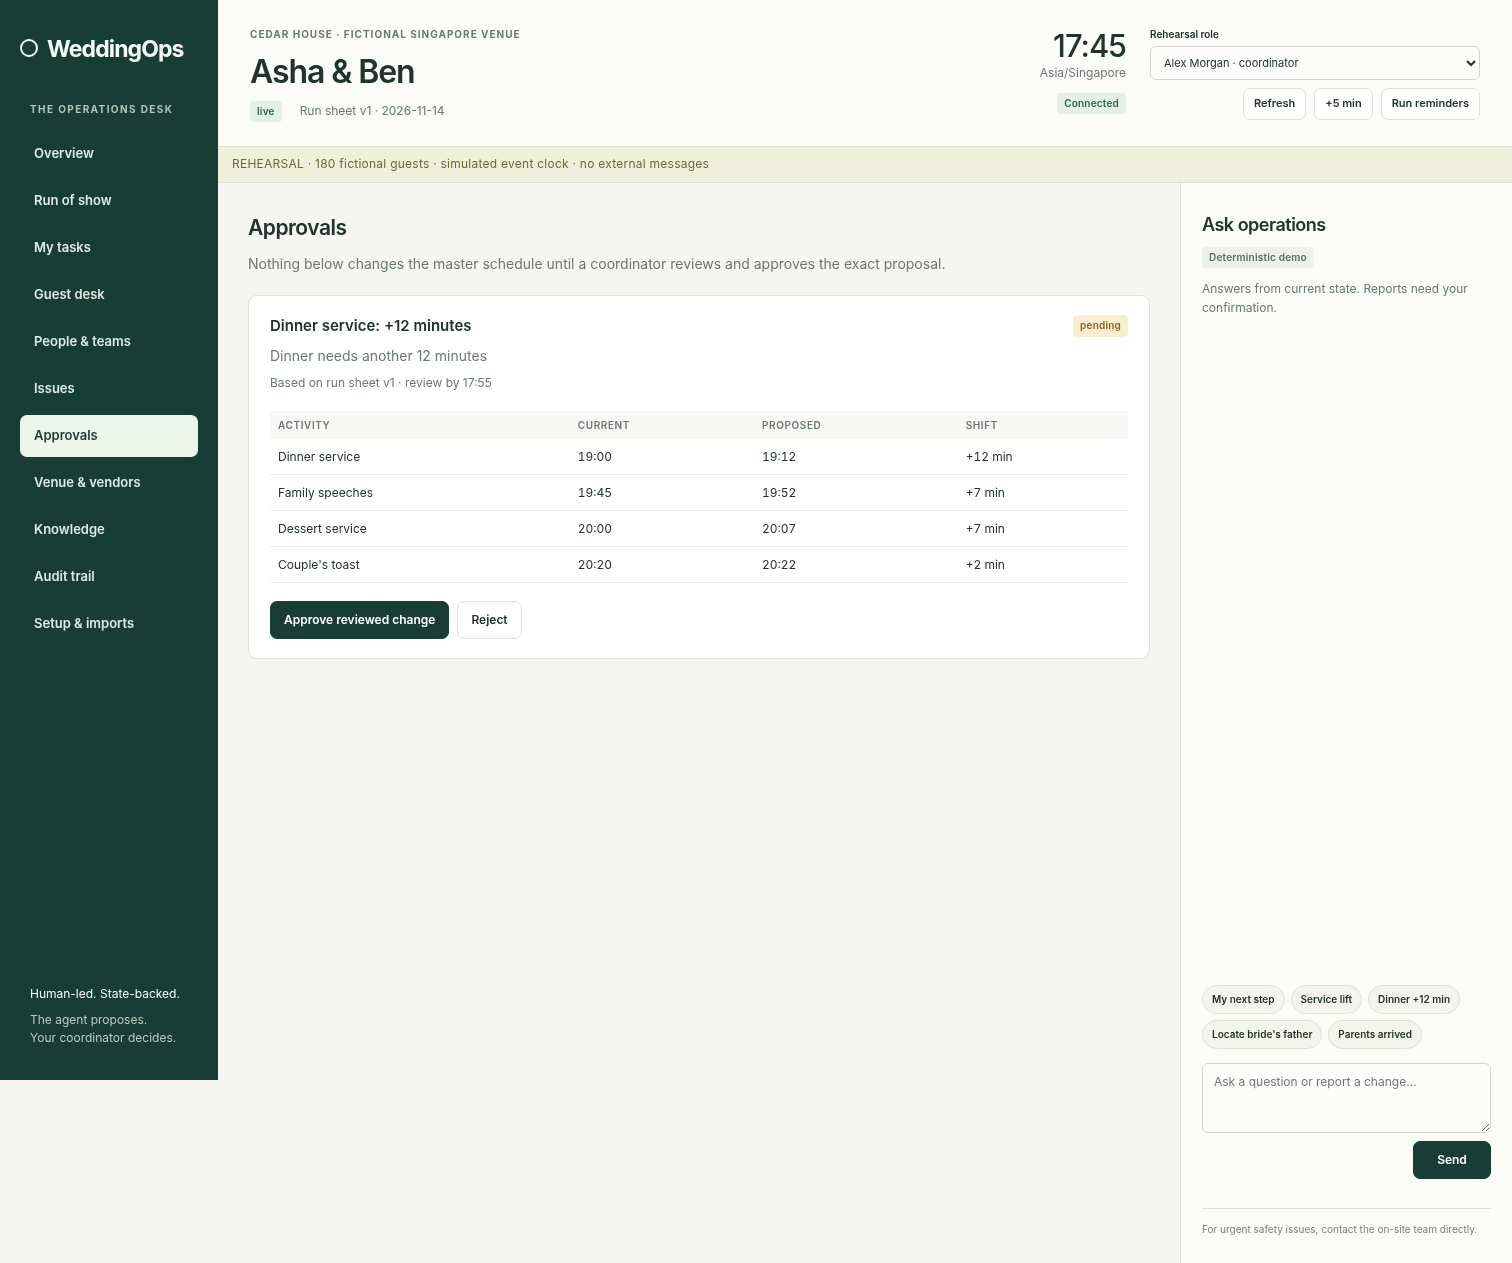 WeddingOps
THE OPERATIONS DESK
Overview
Run of show
My tasks
Guest desk
People & teams
Issues
Approvals
Venue & vendors
Knowledge
Audit trail
Setup & imports
Human-led. State-backed.
The agent proposes.
Your coordinator decides.
CEDAR HOUSE · FICTIONAL SINGAPORE VENUE
Asha & Ben
live Run sheet v1 · 2026-11-14
17:45
Asia/Singapore
Connected
Rehearsal role
Alex Morgan · coordinator
Refresh +5 min Run reminders
REHEARSAL · 180 fictional guests · simulated event clock · no external messages
Approvals
Nothing below changes the master schedule until a coordinator reviews and approves the exact proposal.
Dinner service: +12 minutes pending
Dinner needs another 12 minutes
Based on run sheet v1 · review by 17:55
ACTIVITY CURRENT PROPOSED SHIFT
Dinner service 19:00 19:12 +12 min
Family speeches 19:45 19:52 +7 min
Dessert service 20:00 20:07 +7 min
Couple's toast 20:20 20:22 +2 min
Approve reviewed change Reject
Ask operations
Deterministic demo
Answers from current state. Reports need your
confirmation.
My next step Service lift Dinner +12 min
Locate bride's father Parents arrived
Ask a question or report a change...
Send
For urgent safety issues, contact the on-site team directly.